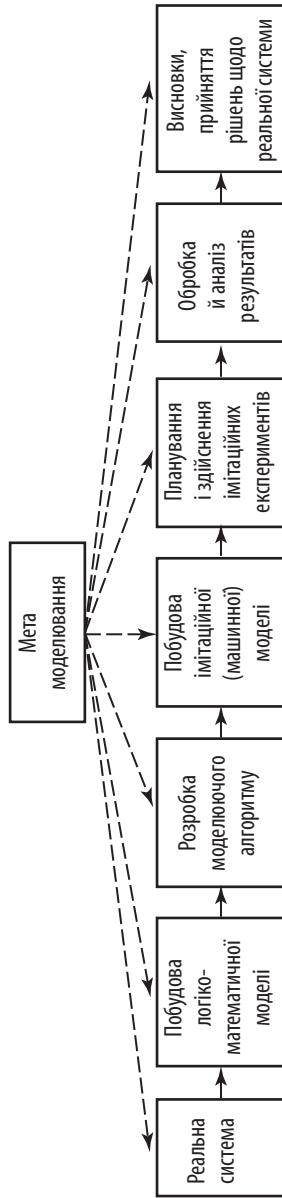 Мета
моделювання
Реальна
система
Побудова
логіко-
математичної
моделі
Розробка
моделюючого
алгоритму
Побудова
імітаційної
(машинної)
моделі
Планування
і здійснення
імітаційних
експериментів
Обробка
й аналіз
результатів
Висновки,
прийняття
рішень щодо
реальної системи